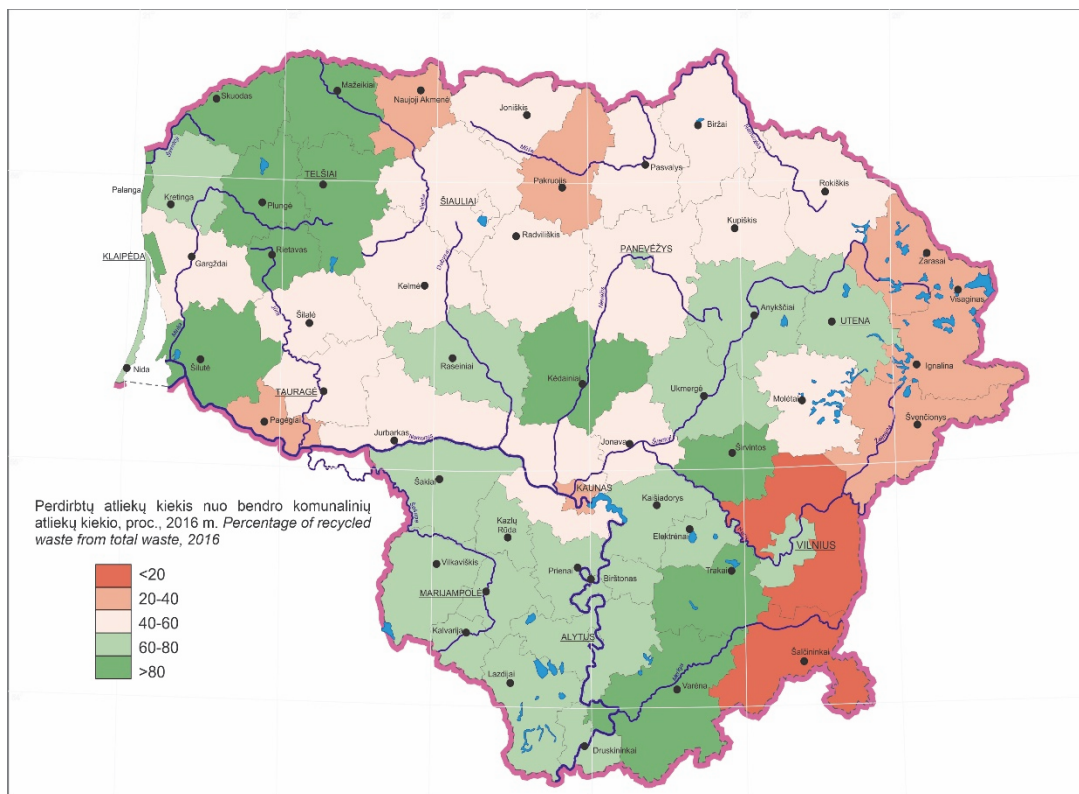 Skuodas
Mažeikiai
Naujoji Akmenė
Joniškis
Biržai
Palanga
Kretinga
TELŠIAI
Plungė
Pakruojis
Pasvalys
Rokiškis
ŠIAULIAI
Radviliškis
Kupiškis
KLAIPĖDA
Gargždai
Rietavas
PANEVĖŽYS
Zarasai
Visaginas
Kelmė
Šilalė
Anykščiai
UTENA
Nida
Šilutė
Raseiniai
Kėdainiai
Ignalina
TAURAGĖ
Ukmergė
Molėtai
Pagėgiai
Jurbarkas
Nemunas
Jonava
Švenčionys
Širvintos
Šakiai
KAUNAS
Kaišiadorys
Perdirbtų atliekų kiekis nuo bendro komunalinių
atliekų kiekio, proc., 2016 m. Percentage of recycled
waste from total waste, 2016
Kazlų
Rūda
Elektrėnai
VILNIUS
Vilkaviškis
Prienai
Birštonas
Trakai
MARIJAMPOLĖ
Kalvarija
ALYTUS
Šalčininkai
Lazdijai
Varėna
Druskininkai
<20
20-40
40-60
60-80
>80